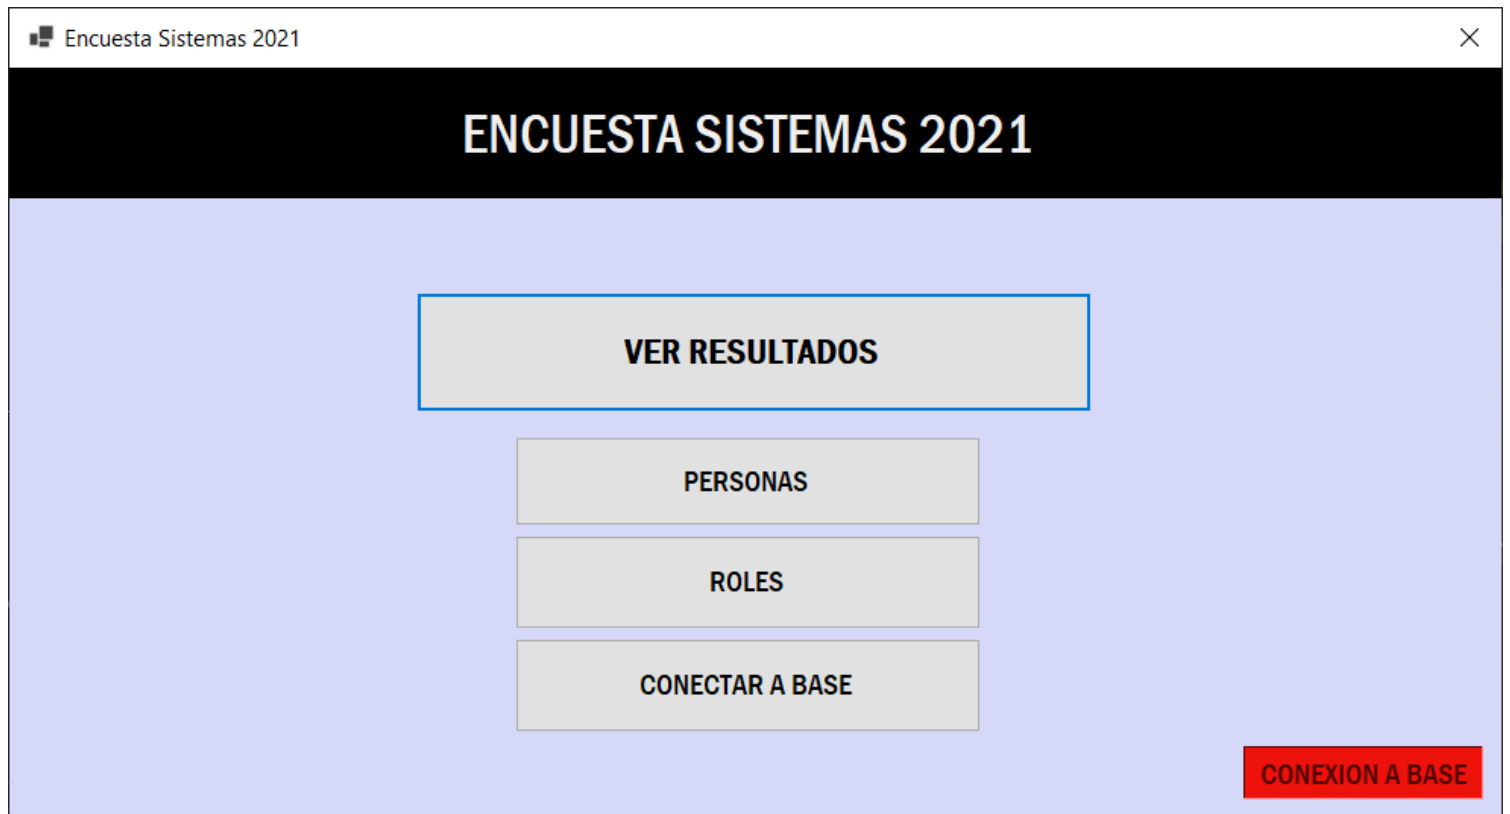 Encuesta Sistemas 2021
ENCUESTA SISTEMAS 2021
VER RESULTADOS
PERSONAS
ROLES
CONECTAR A BASE
CONEXION A BASE